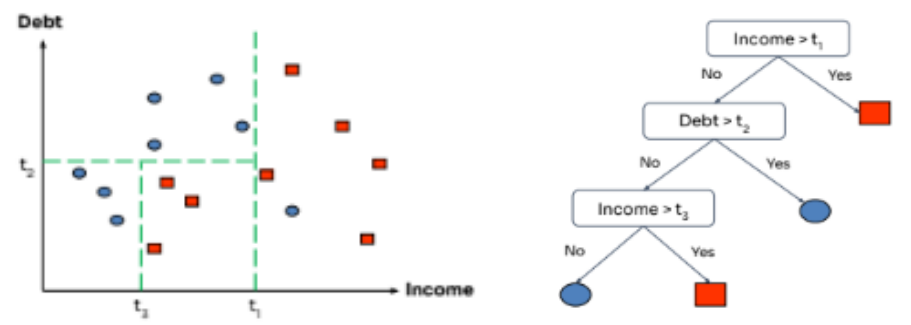 Debt
t2
t3
t1
Income
Income > t1
No
Yes
Debt > t2
No
Yes
Income > t3
No
Yes